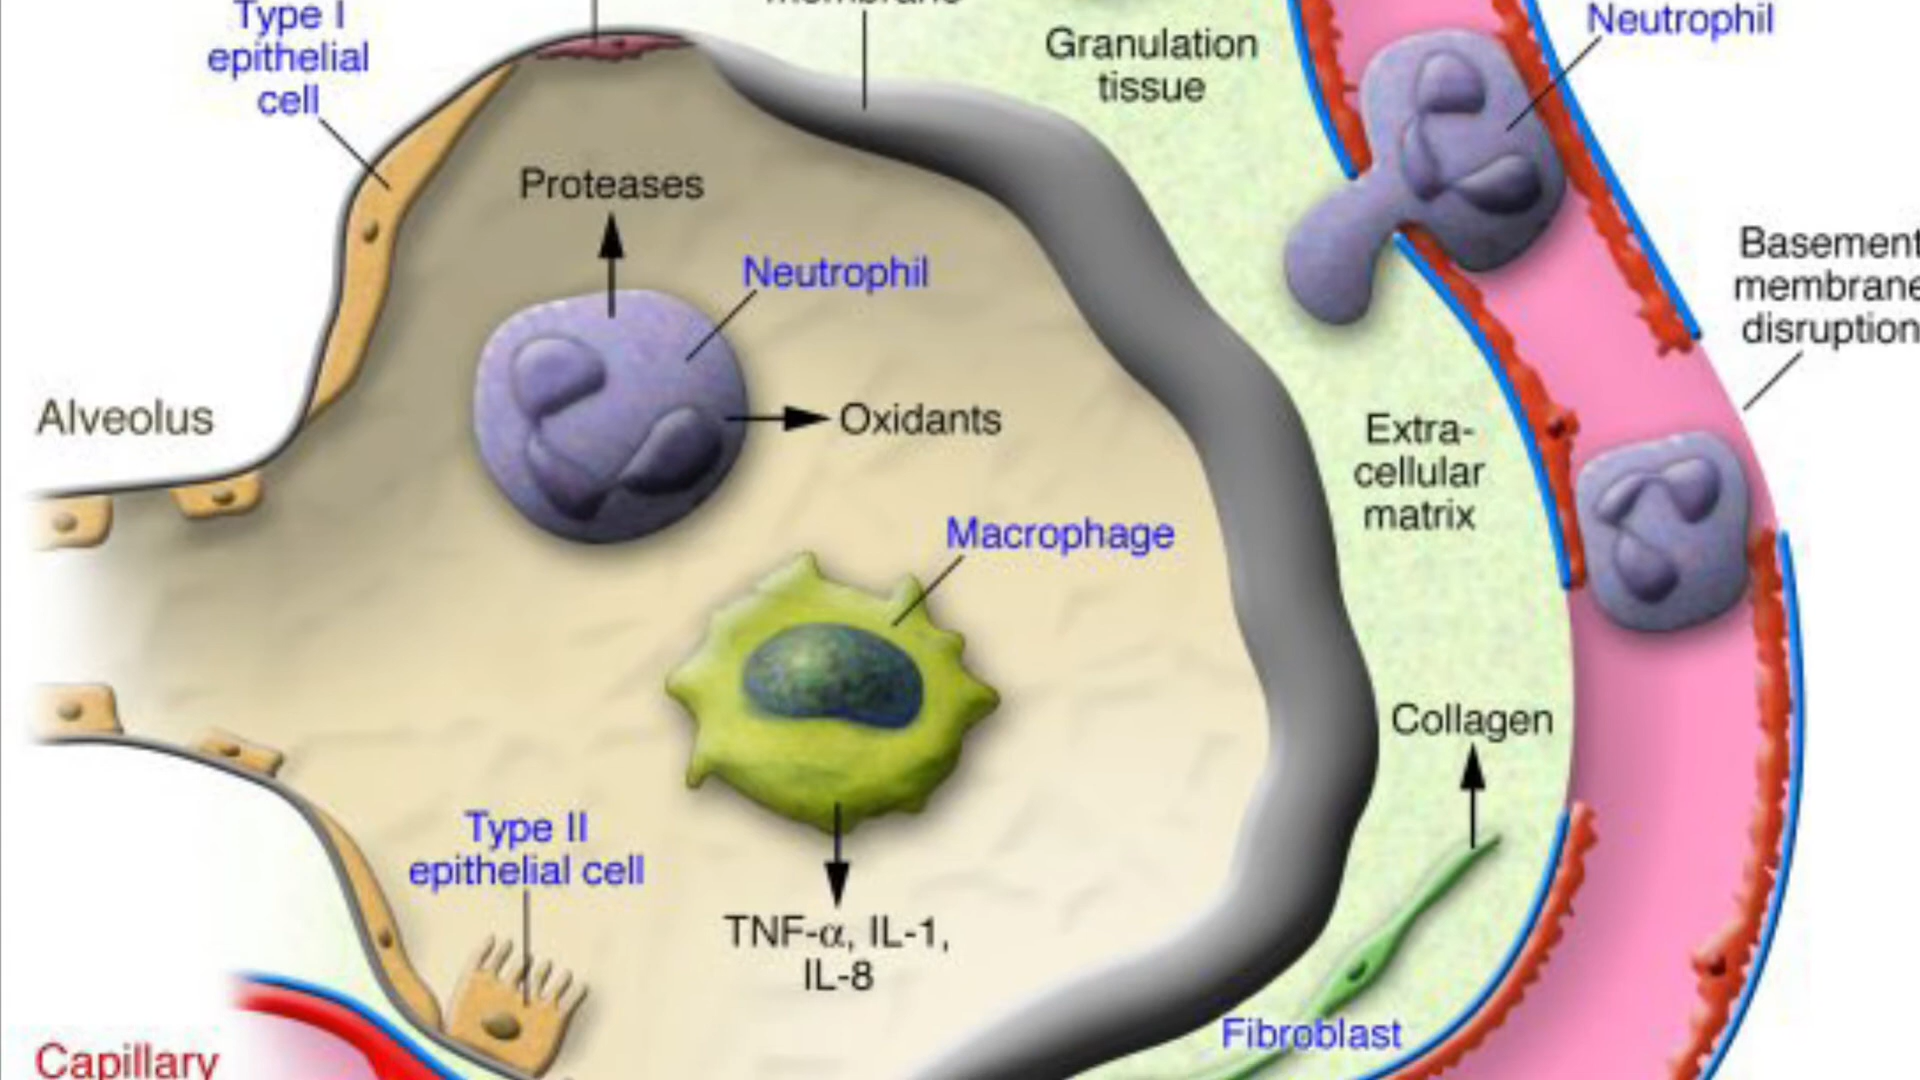 Type I
epithelial
cell
membrane
Granulation
tissue
Neutrophil
Proteases
Neutrophil
Basement
membrane
disruption
Alveolus
Oxidants
Extra-
cellular
matrix
Macrophage
Collagen
Type II
epithelial cell
TNF-α, IL-1,
IL-8
Fibroblast
Capillary